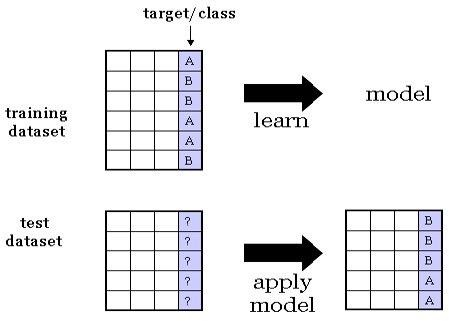 target/class
A
B
B
A
A
B
training
dataset
learn
model
test
dataset
?
?
?
?
?
apply
model
B
B
B
A
A